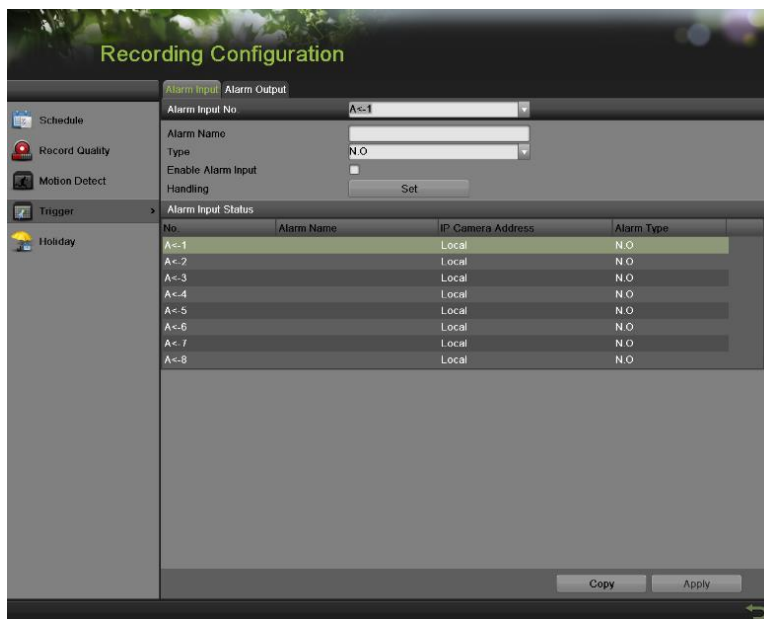 Recording Configuration
Alarm Input Alarm Output
Alarm Input No. A<-1
Schedule
Alarm Name
Record Quality
Type N.O
Enable Alarm Input
Motion Detect
Handling Set
Trigger >
Alarm Input Status
No. Alarm Name IP Camera Address Alarm Type
Holiday
A<-1 Local N.O
A<-2 Local N.O
A<-3 Local N.O
A<-4 Local N.O
A<-5 Local N.O
A<-6 Local N.O
A<-7 Local N.O
A<-8 Local N.O
Copy Apply